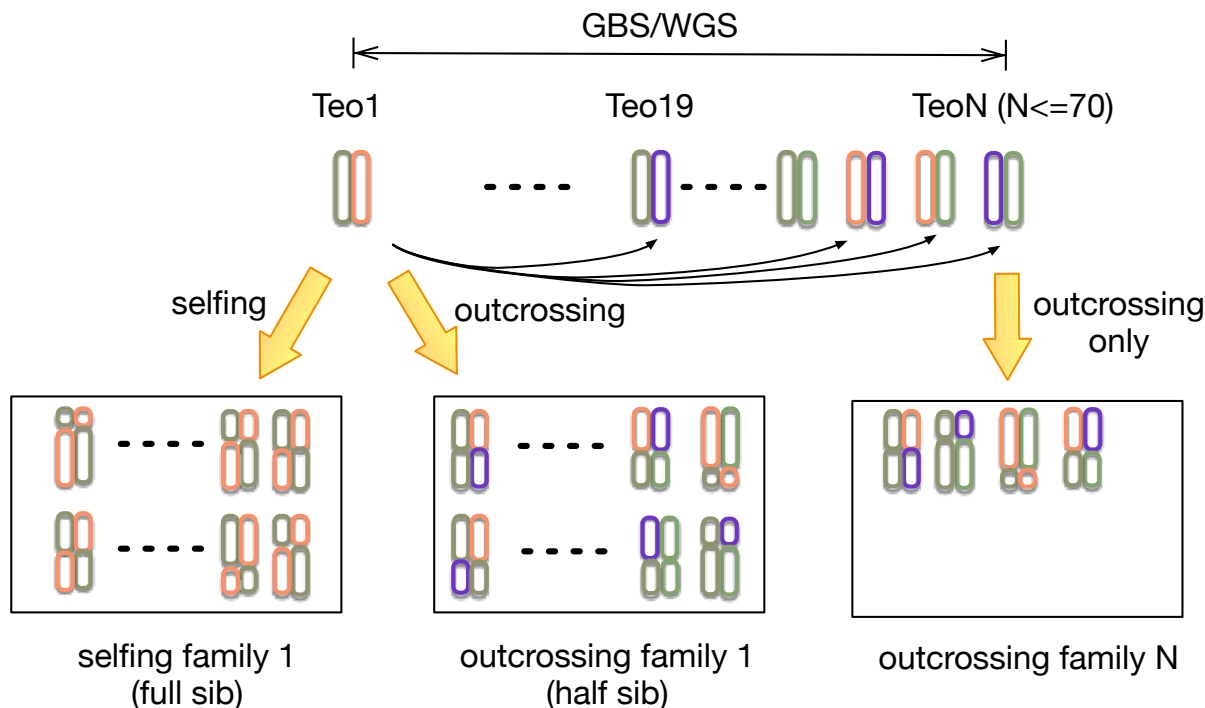 GBS/WGS
Teo1
Teo19
TeoN (N<=70)
selfing
outcrossing
outcrossing
only
selfing family 1
(full sib)
outcrossing family 1
(half sib)
outcrossing family N